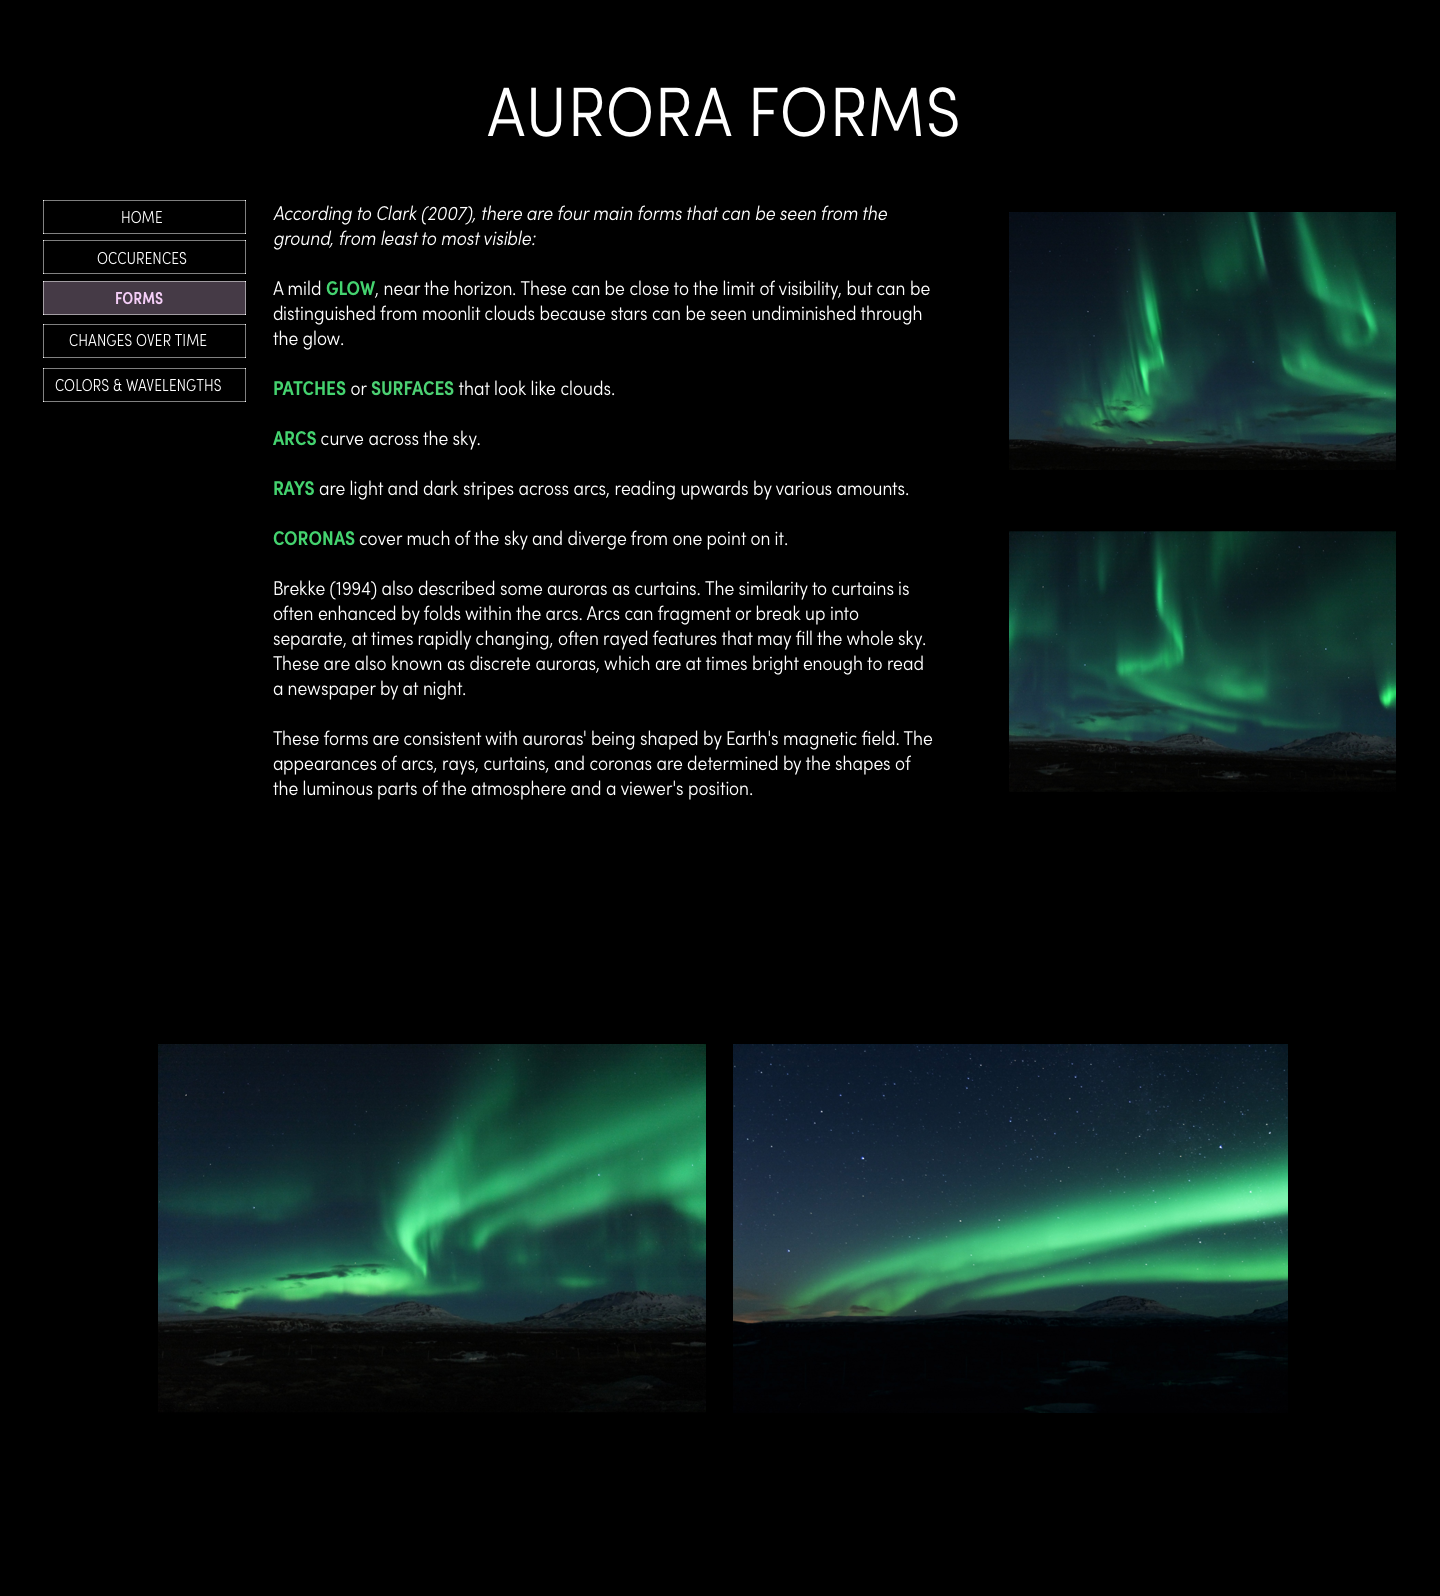 AURORA FORMS
HOME
OCCURENCES
FORMS
CHANGES OVER TIME
COLORS & WAVELENGTHS
According to Clark (2007), there are four main forms that can be seen from the
ground, from least to most visible:
A mild GLOW, near the horizon. These can be close to the limit of visibility, but can be
distinguished from moonlit clouds because stars can be seen undiminished through
the glow.
PATCHES or SURFACES that look like clouds.
ARCS curve across the sky.
RAYS are light and dark stripes across arcs, reading upwards by various amounts.
CORONAS cover much of the sky and diverge from one point on it.
Brekke (1994) also described some auroras as curtains. The similarity to curtains is
often enhanced by folds within the arcs. Arcs can fragment or break up into
separate, at times rapidly changing, often rayed features that may fill the whole sky.
These are also known as discrete auroras, which are at times bright enough to read
a newspaper by at night.
These forms are consistent with auroras' being shaped by Earth's magnetic field. The
appearances of arcs, rays, curtains, and coronas are determined by the shapes of
the luminous parts of the atmosphere and a viewer's position.